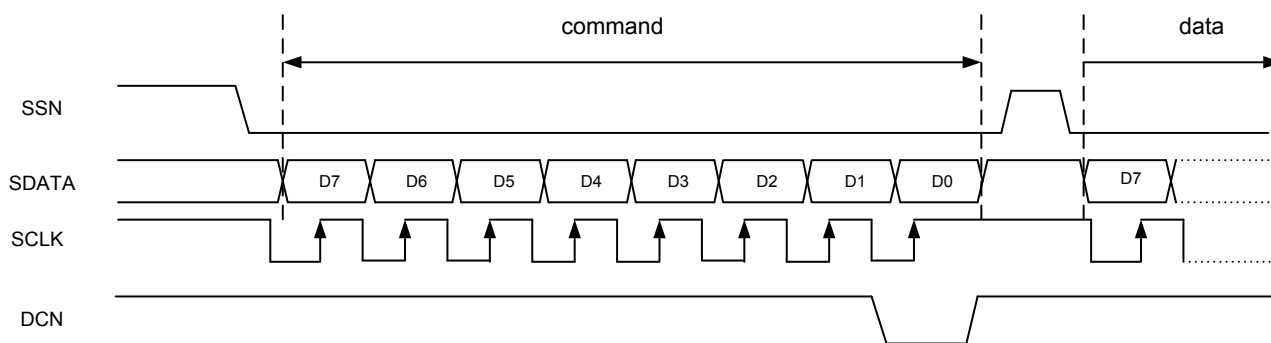 command data
SSN
SDATA D7 D6 D5 D4 D3 D2 D1 D0 D7
SCLK
DCN